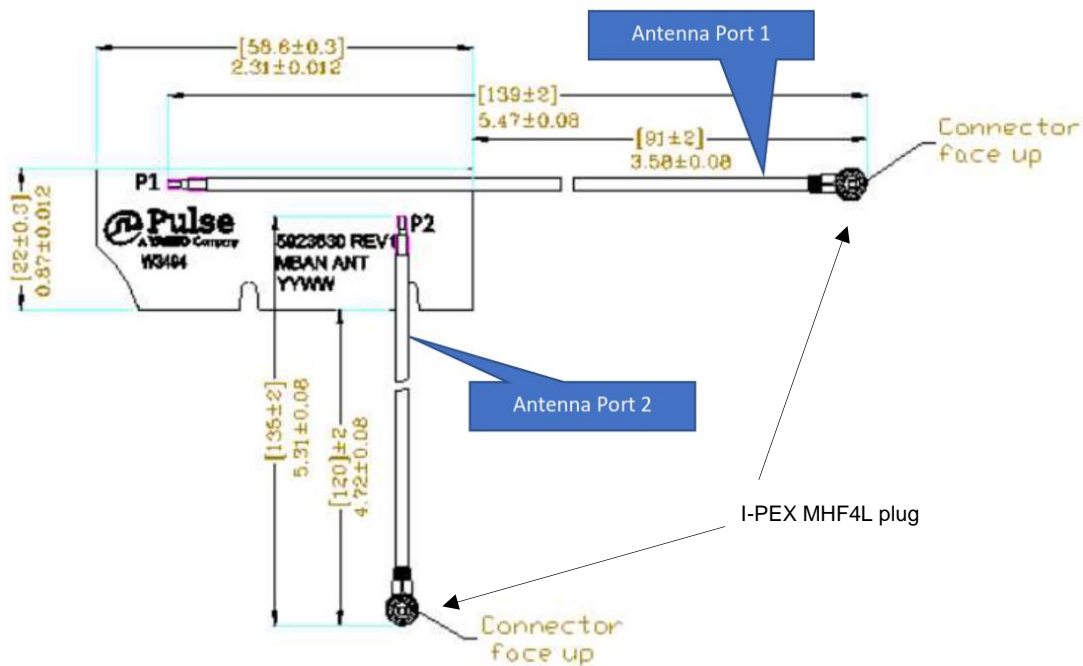 [58.6±0.3]
2.31±0.012
Antenna Port 1
[139±2]
5.47±0.08
[91±2]
3.58±0.08
Connector
face up
[22±0.3]
0.87±0.012
P1
Pulse
A YAGEO Company
W3494
P2
5923630 REV1
MBAN ANT
YYWW
[135±2]
5.31±0.08
[120]±2
4.72±0.08
Antenna Port 2
I-PEX MHF4L plug
Connector
face up